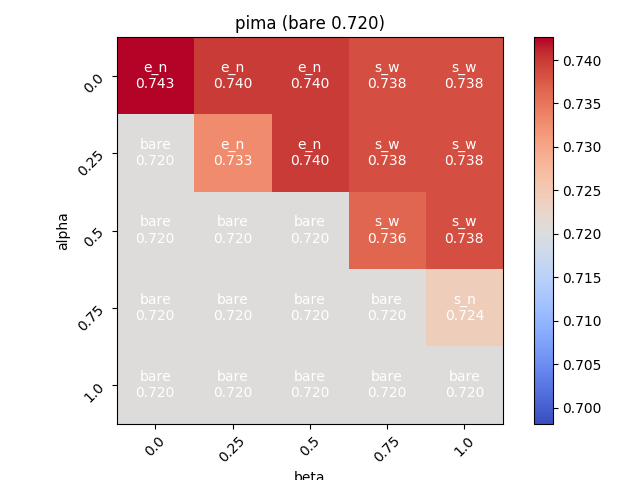 pima (bare 0.720)
alpha
0.0
e_n e_n e_n s_w s_w
0.743 0.740 0.740 0.738 0.738
0.25
bare e_n e_n s_w s_w
0.720 0.733 0.740 0.738 0.738
0.5
bare bare bare s_w s_w
0.720 0.720 0.720 0.736 0.738
0.75
bare bare bare bare s_n
0.720 0.720 0.720 0.720 0.724
1.0
bare bare bare bare bare
0.720 0.720 0.720 0.720 0.720
0.0 0.25 0.5 0.75 1.0
beta
0.740
0.735
0.730
0.725
0.720
0.715
0.710
0.705
0.700